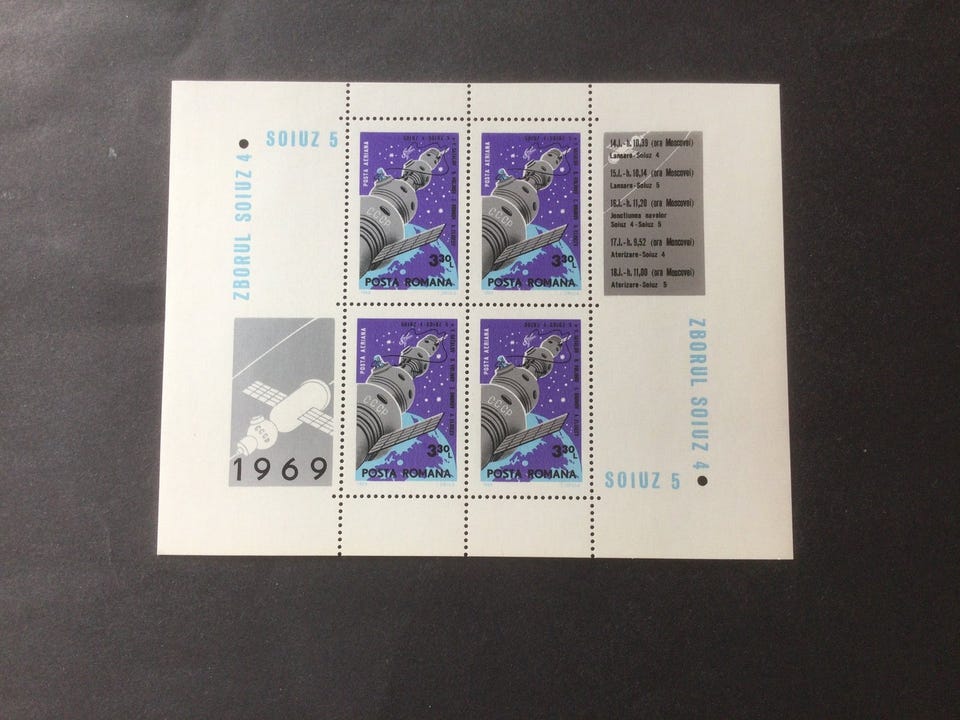 ZBORUL SOIUZ 4 • SOIUZ 5
POSTA AERIANA
CCCP
3 30 L
POSTA ROMANA
POSTA AERIANA
CCCP
3 30 L
POSTA ROMANA
14.I.-h. 10,39 (ora Moscovei)
Lansare-Soiuz 4
15.I.-h. 10,14 (ora Moscovei)
Lansare-Soiuz 5
16.I.-h. 11,20 (ora Moscovei)
Jonctiunea navelor
Soiuz 4-Soiuz 5
17.I.-h. 9,52 (ora Moscovei)
Aterizare-Soiuz 4
18.I.-h. 11,00 (ora Moscovei)
Aterizare-Soiuz 5
CCCP
1969
POSTA AERIANA
CCCP
3 30 L
POSTA ROMANA
POSTA AERIANA
CCCP
3 30 L
POSTA ROMANA
ZBORUL SOIUZ 4 • SOIUZ 5